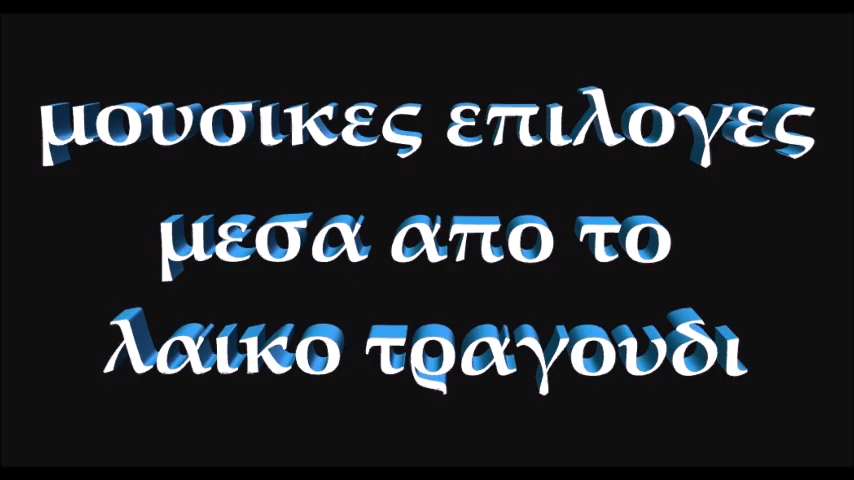 μουσικες επιλογες
μεσα απο το
λαικο τραγουδι